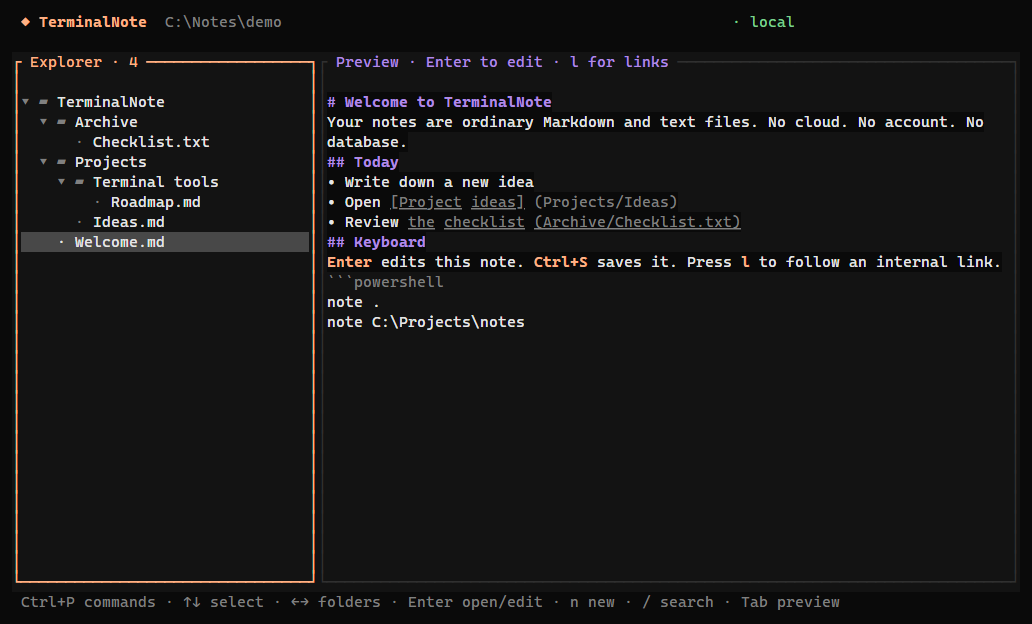 ◆ TerminalNote C:\Notes\demo · local
Explorer · 4
▼ TerminalNote
▼ Archive
· Checklist.txt
▼ Projects
▼ Terminal tools
· Roadmap.md
· Ideas.md
· Welcome.md
Preview · Enter to edit · l for links
# Welcome to TerminalNote
Your notes are ordinary Markdown and text files. No cloud. No account. No
database.
## Today
• Write down a new idea
• Open [Project ideas] (Projects/Ideas)
• Review the checklist (Archive/Checklist.txt)
## Keyboard
Enter edits this note. Ctrl+S saves it. Press l to follow an internal link.
```powershell
note .
note C:\Projects\notes
Ctrl+P commands · ↑↓ select · ←→ folders · Enter open/edit · n new · / search · Tab preview